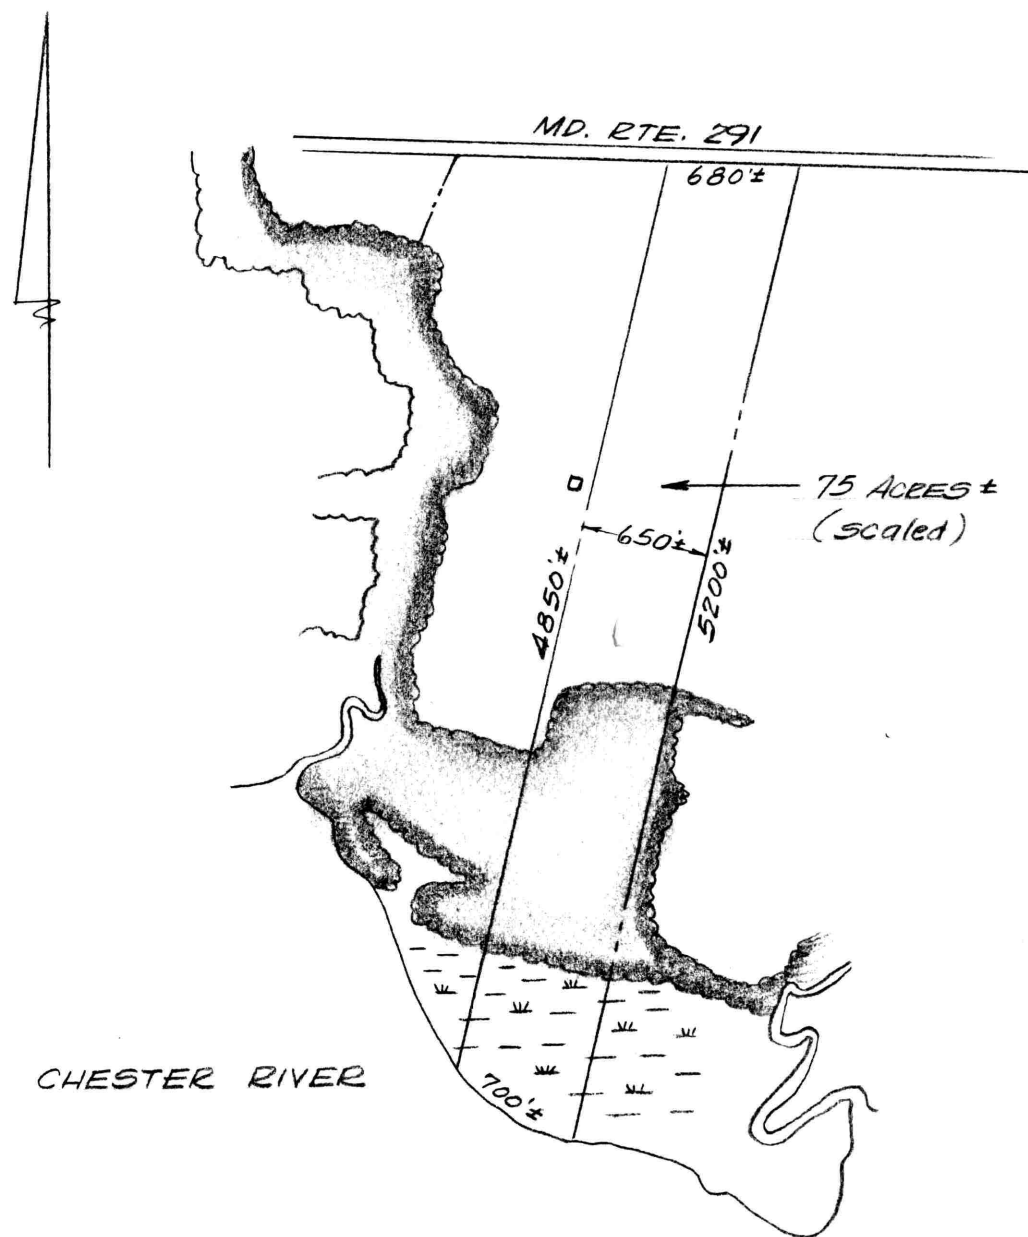 MD. RTE. 291
680'±
75 ACRES ±
(scaled)
650'±
4850'±
5200'±
CHESTER RIVER
700'±